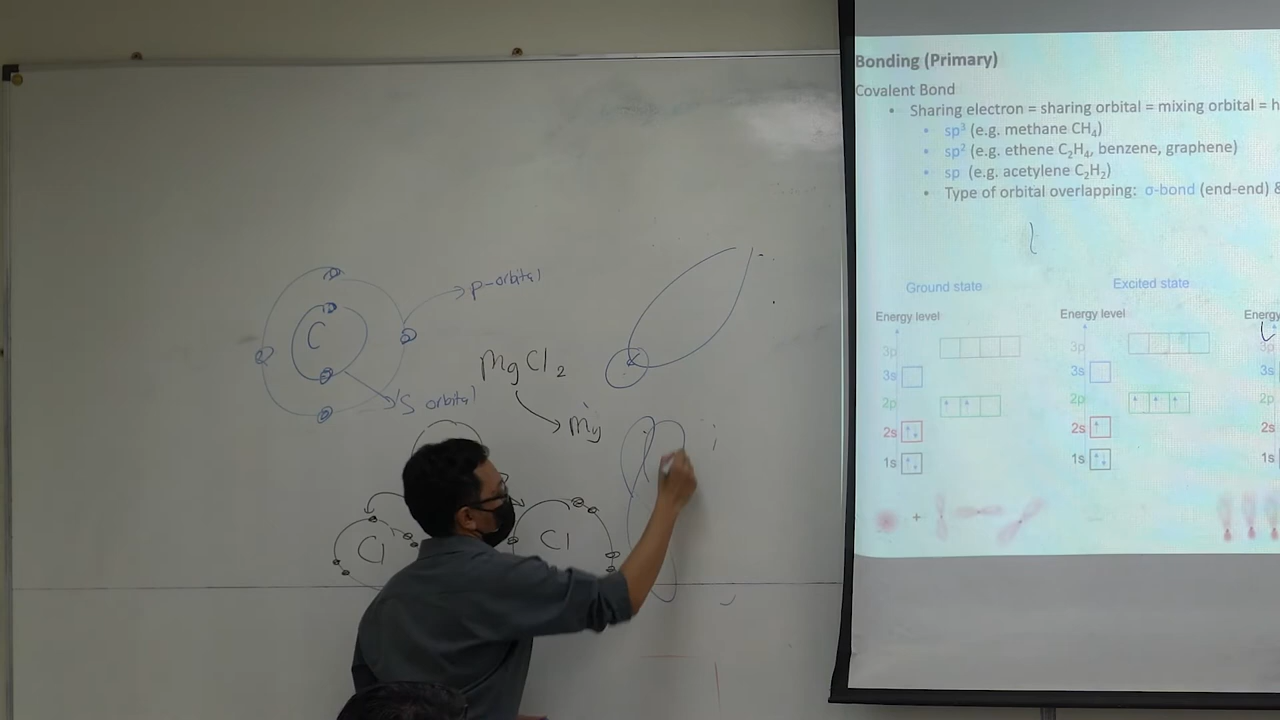 C
p-orbital
S orbital
MgCl₂
Mg
Cl
Cl
Bonding (Primary)
Covalent Bond
• Sharing electron = sharing orbital = mixing orbital = h
• sp³ (e.g. methane CH₄)
• sp² (e.g. ethene C₂H₄, benzene, graphene)
• sp (e.g. acetylene C₂H₂)
• Type of orbital overlapping: σ-bond (end-end) &
Ground state
Energy level
3p
3s
2p
2s
1s
+
Excited state
Energy level
3p
3s
2p
2s
1s
Energy
3p
3s
2p
2s
1s